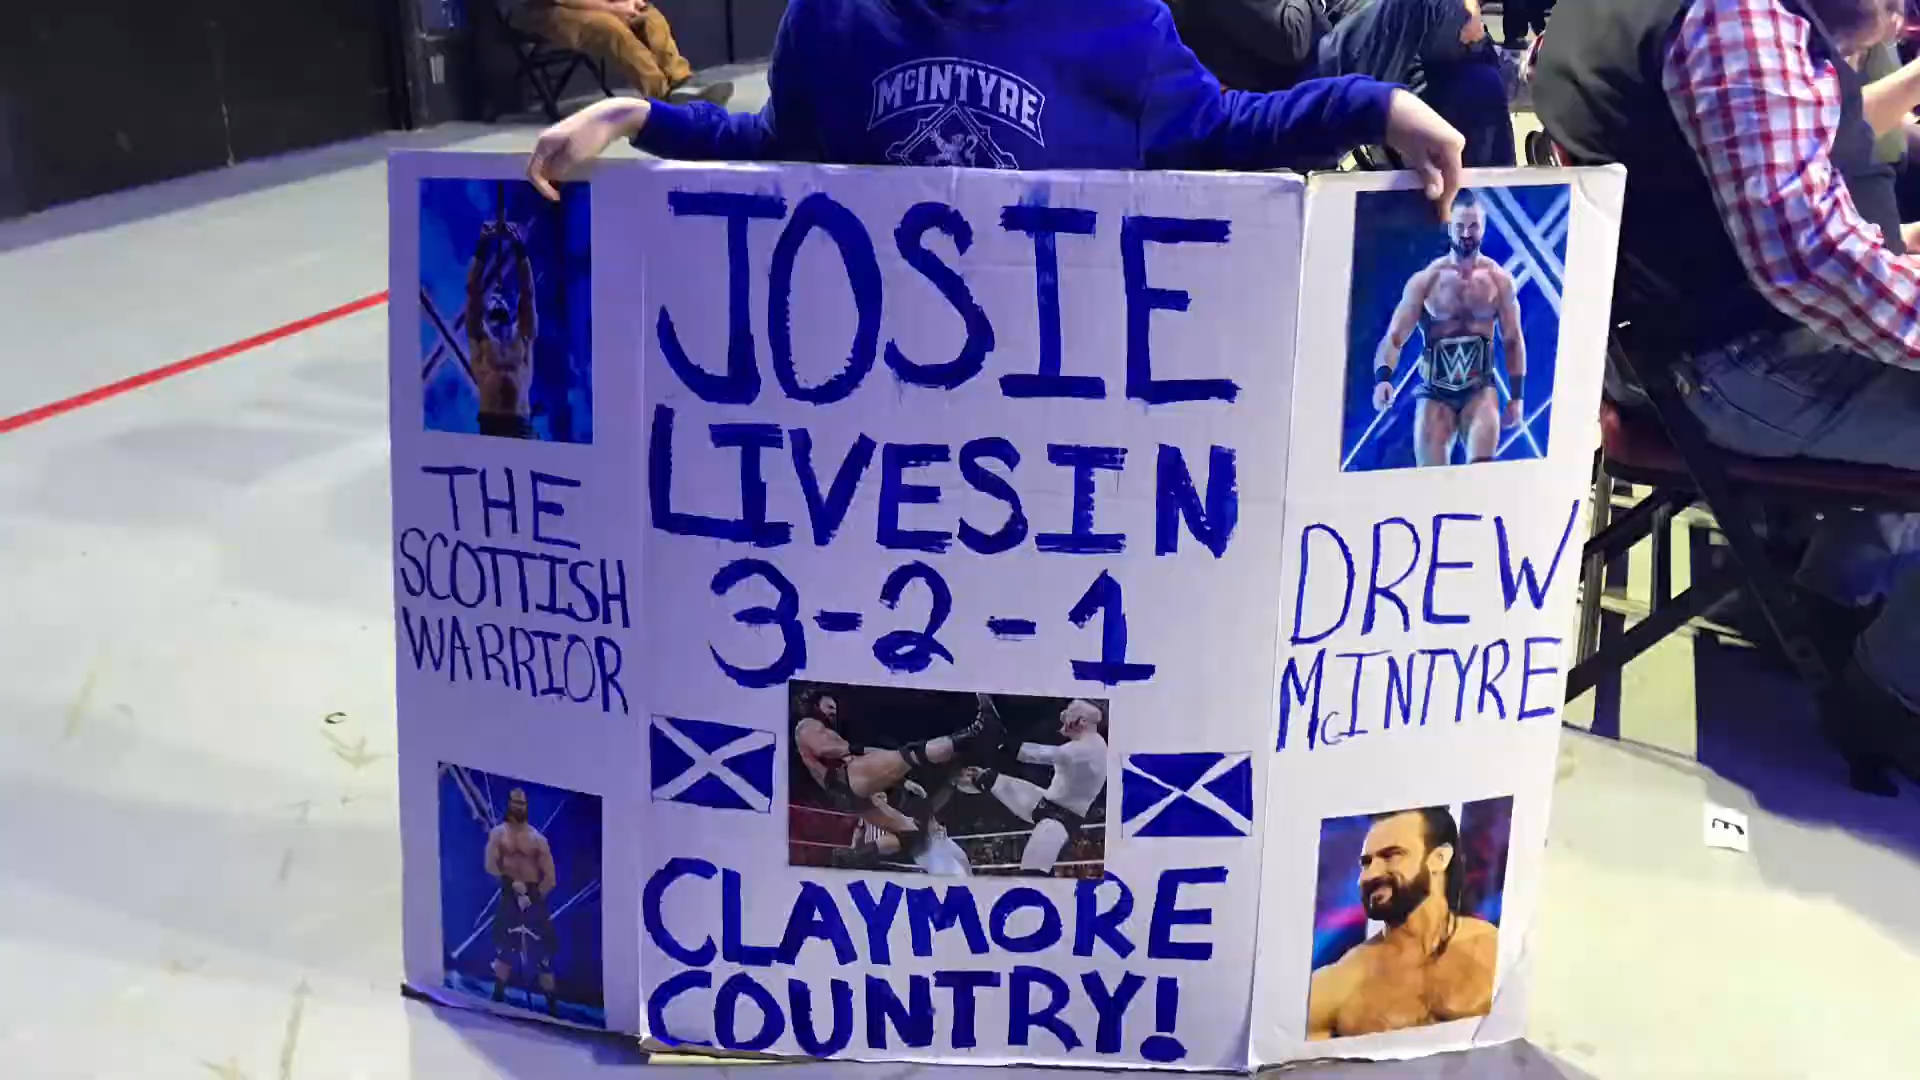 McINTYRE
JOSIE
LIVES IN
3-2-1
CLAYMORE
COUNTRY!
THE
SCOTTISH
WARRIOR
DREW
McINTYRE
W
E